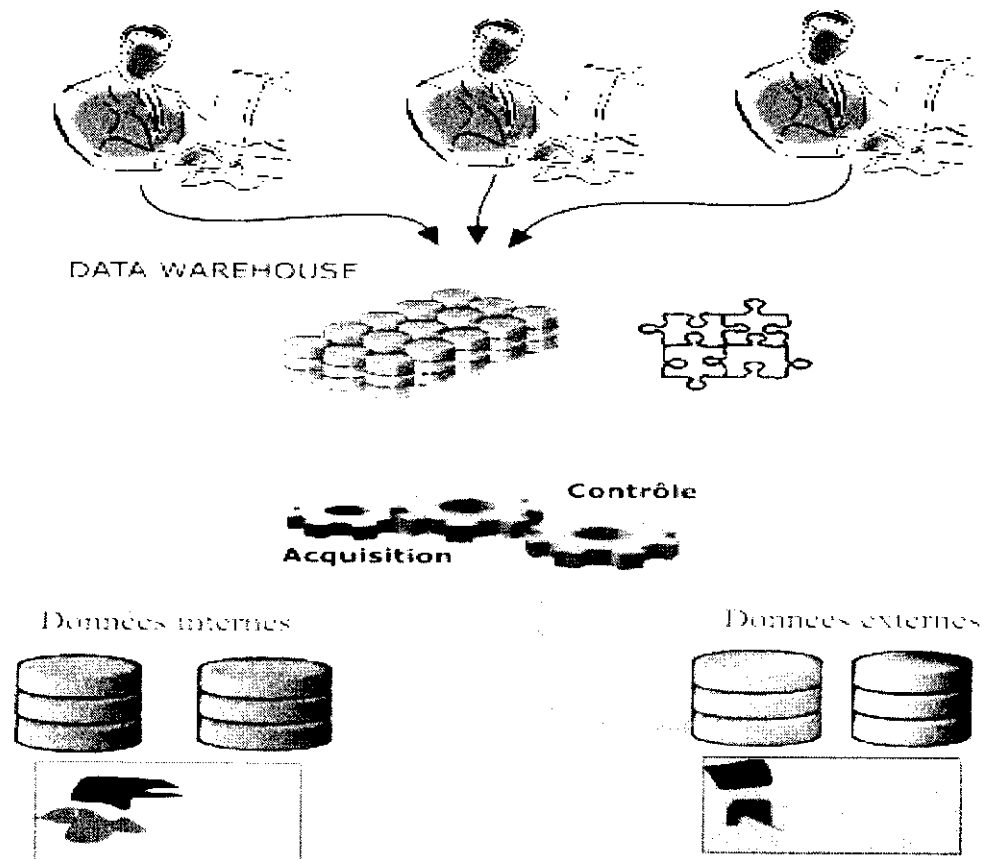 DATA WAREHOUSE
Contrôle
Acquisition
Données internes
Données externes